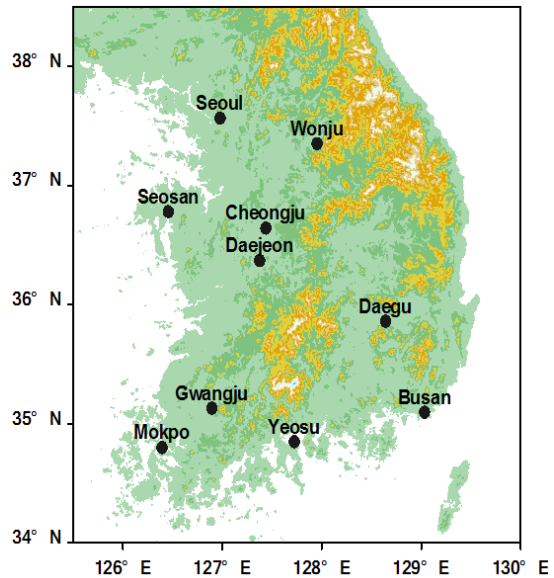 38° N
Seoul
Wonju
37° N
Seosan
Cheongju
Daejeon
36° N
Daegu
Gwangju
Busan
35° N
Yeosu
Mokpo
34° N
126° E 127° E 128° E 129° E 130° E